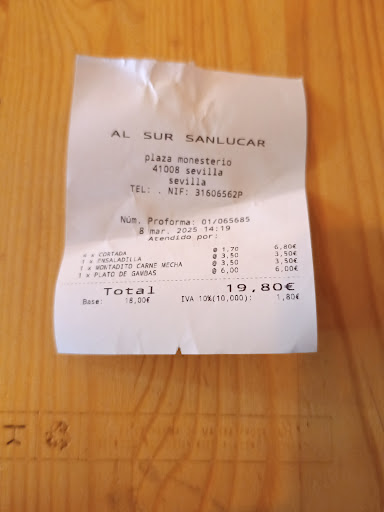 AL SUR SANLUCAR
plaza monesterio
41008 sevilla
sevilla
TEL: . NIF: 31606562P
Núm. Proforma: 01/065685
8 mar. 2025 14:19
Atendido por:
4 x CORTADA @ 1,70 6,80€
1 x ENSALADILLA @ 3,50 3,50€
1 x MONTADITO CARNE MECHA @ 3,50 3,50€
1 x PLATO DE GAMBAS @ 6,00 6,00€
Total 19,80€
Base: 18,00€ IVA 10%(10,000): 1,80€